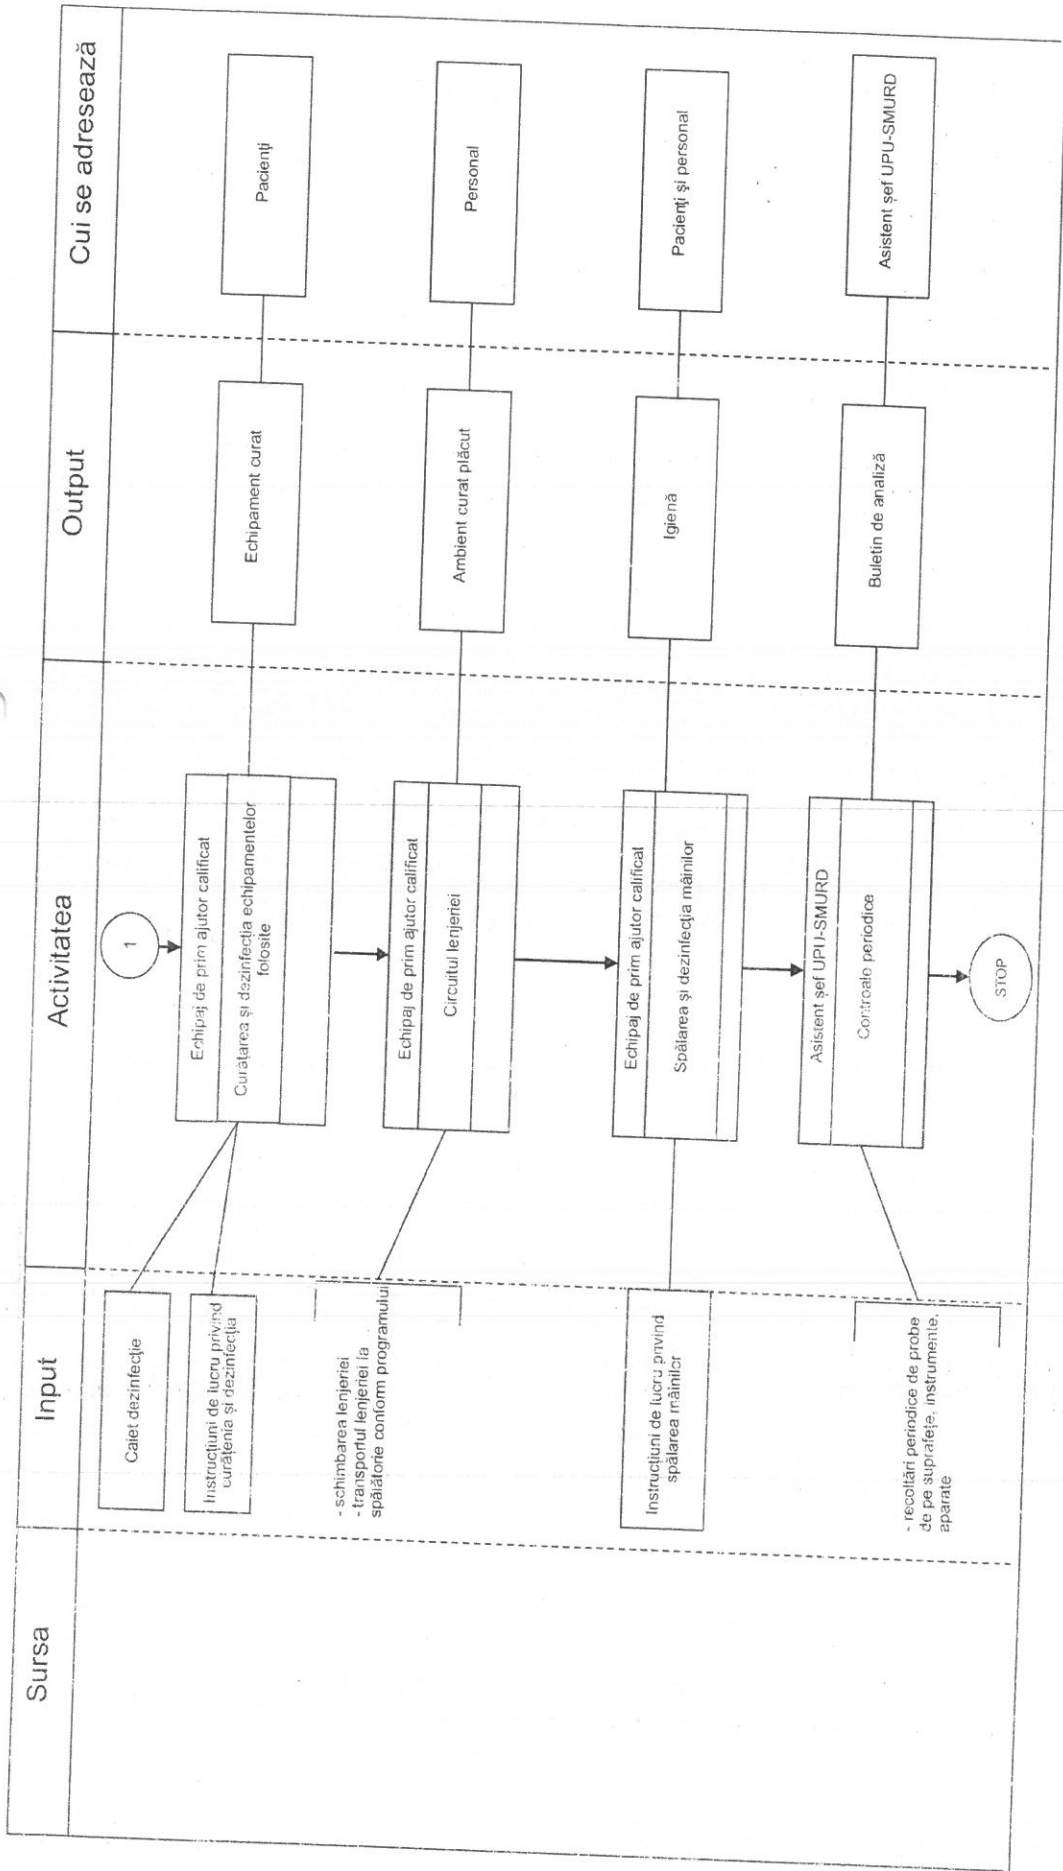 Sursa
Input
Activitatea
Output
Cui se adresează
1
Caiet dezinfecție
Instrucțiuni de lucru privind
curățenia și dezinfecția
Echipaj de prim ajutor calificat
Curățarea și dezinfecția echipamentelor
folosite
Echipament curat
Pacienți
- schimbarea lenjeriei
- transportul lenjeriei la
spălătorie conform programului
Echipaj de prim ajutor calificat
Circuitul lenjeriei
Ambient curat plăcut
Personal
Instrucțiuni de lucru privind
spălarea mâinilor
Echipaj de prim ajutor calificat
Spălarea și dezinfecția mâinilor
Igienă
Pacienți și personal
- recoltări periodice de probe
de pe suprafețe, instrumente,
aparate
Asistent șef UPU-SMURD
Controale periodice
Buletin de analiză
Asistent șef UPU-SMURD
STOP